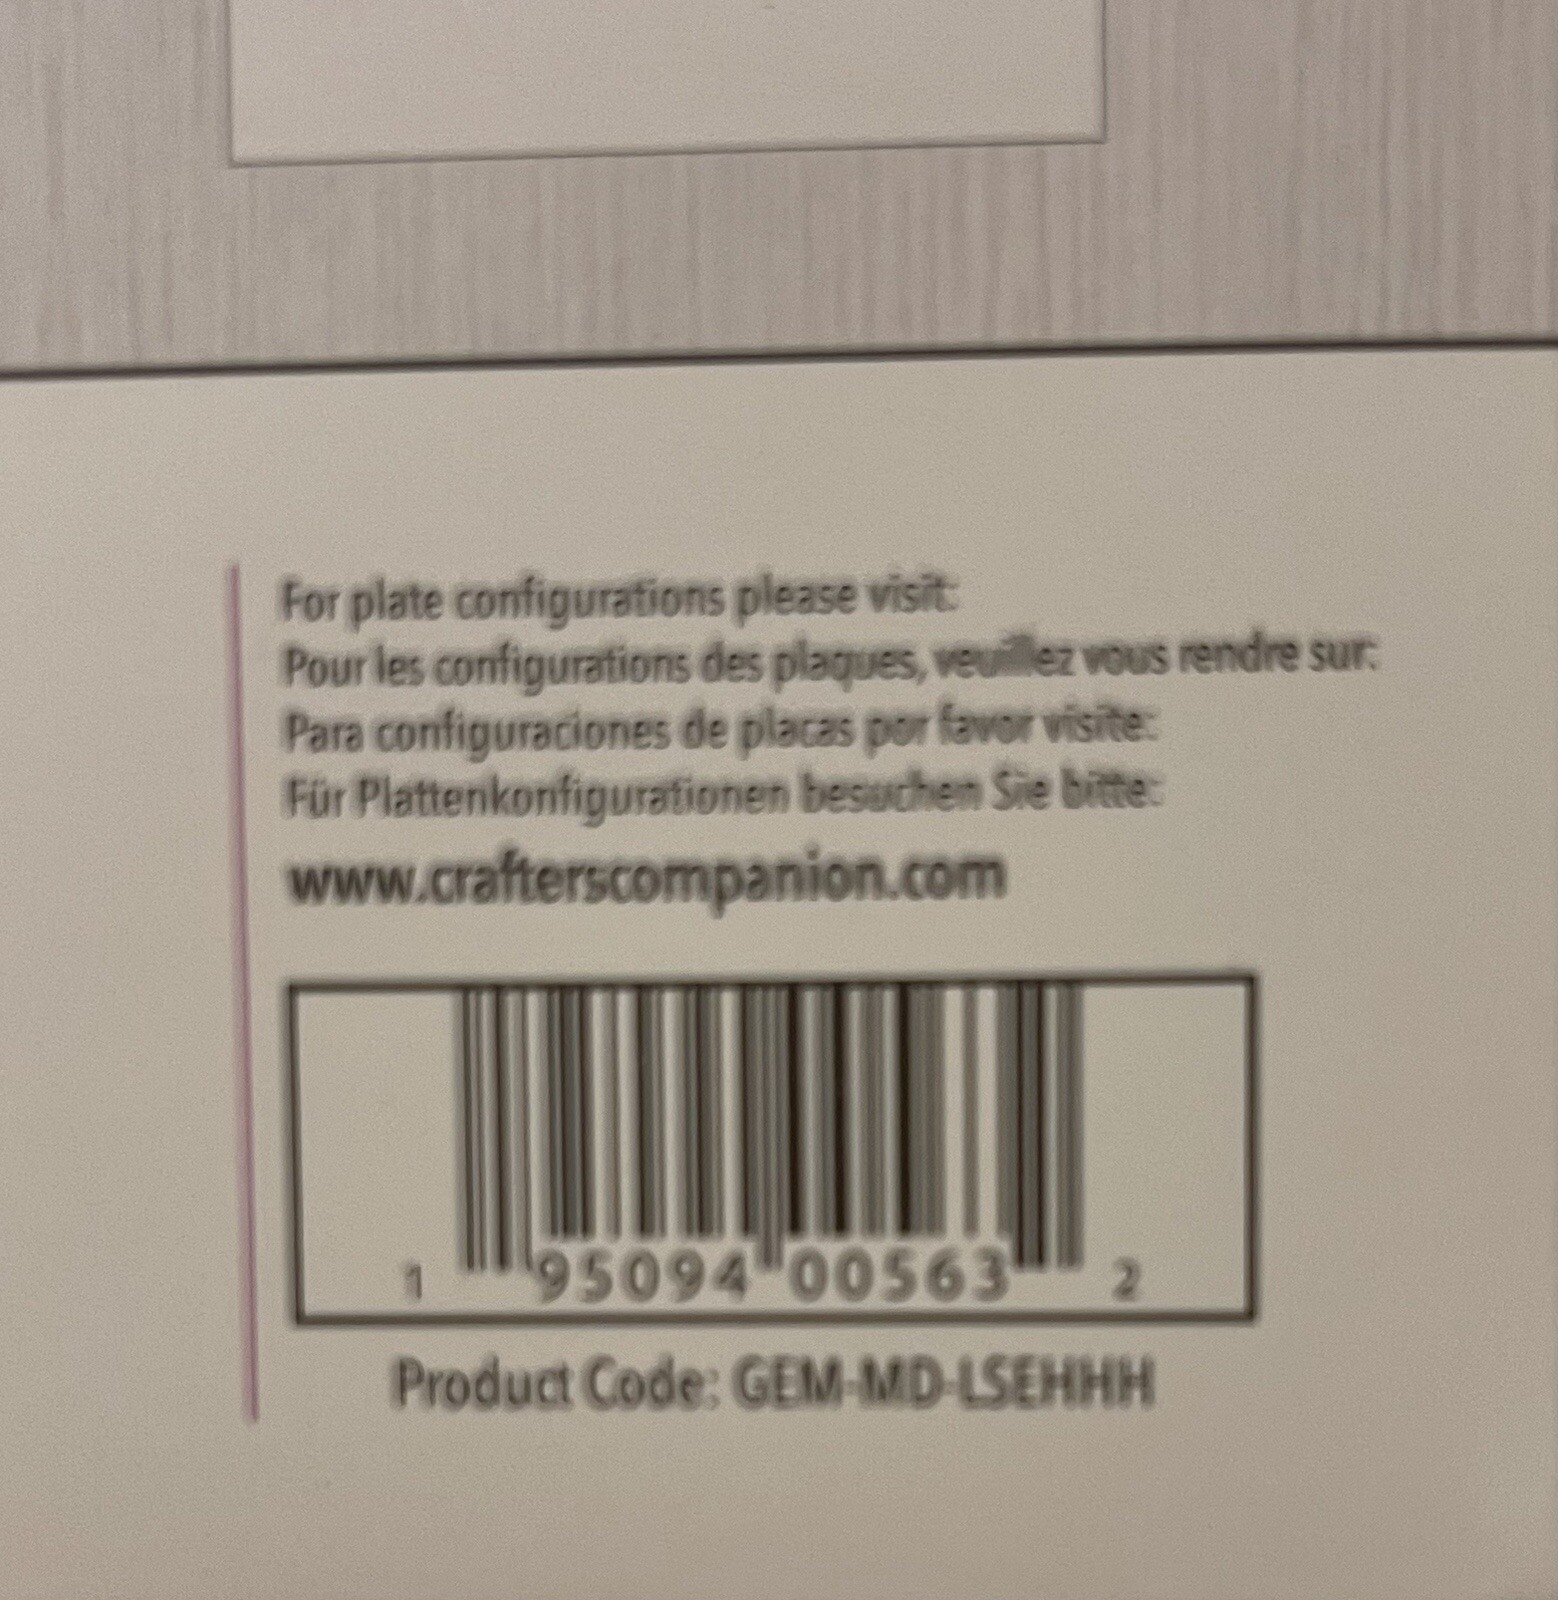 For plate configurations please visit:
Pour les configurations des plaques, veuillez vous rendre sur:
Para configuraciones de placas por favor visite:
Für Plattenkonfigurationen besuchen Sie bitte:
www.crafterscompanion.com
1 95094 00563 2
Product Code: GEM-MD-LSEHHH